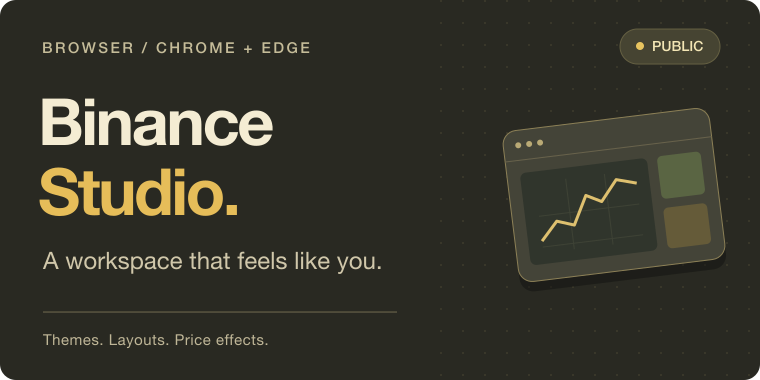 BROWSER / CHROME + EDGE
PUBLIC
Binance
Studio.
A workspace that feels like you.
Themes. Layouts. Price effects.